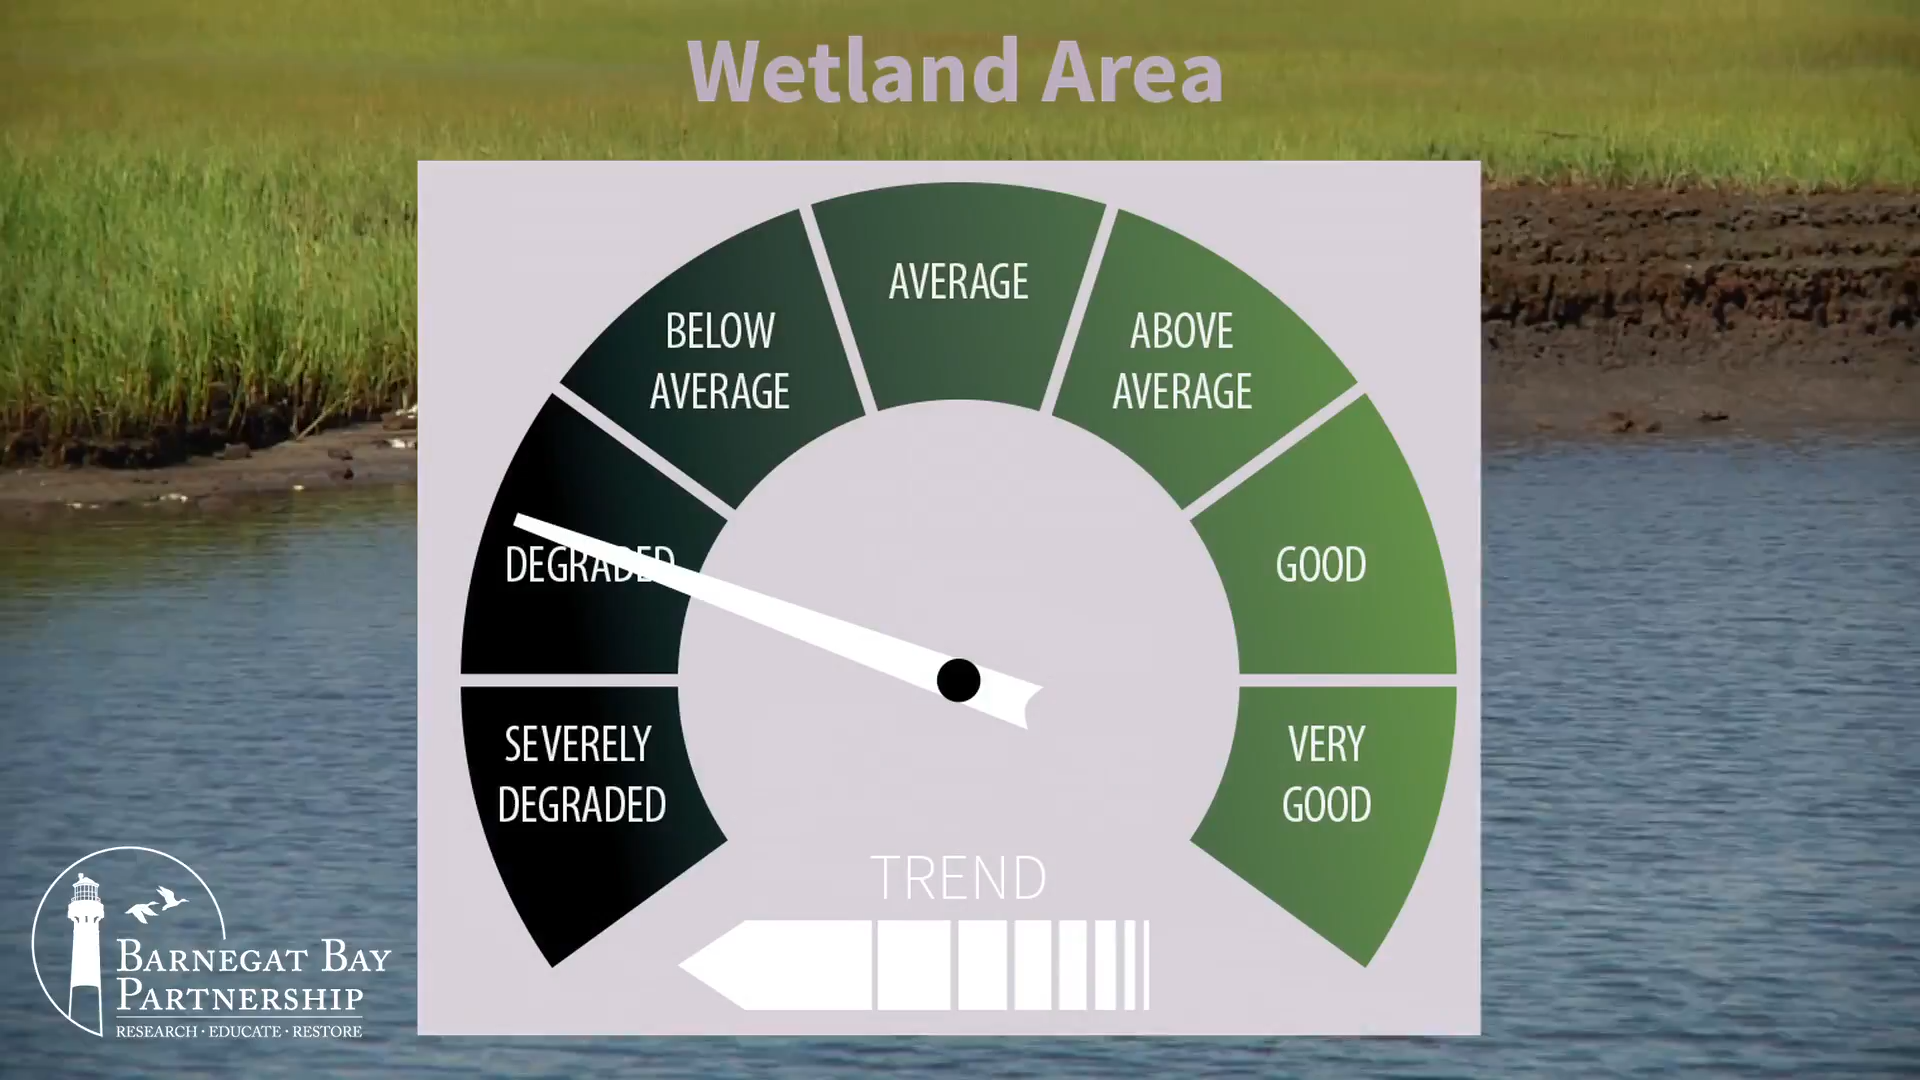 Wetland Area
AVERAGE
BELOW
AVERAGE
ABOVE
AVERAGE
DEGRADED
GOOD
SEVERELY
DEGRADED
VERY
GOOD
TREND
BARNEGAT BAY
PARTNERSHIP
RESEARCH · EDUCATE · RESTORE